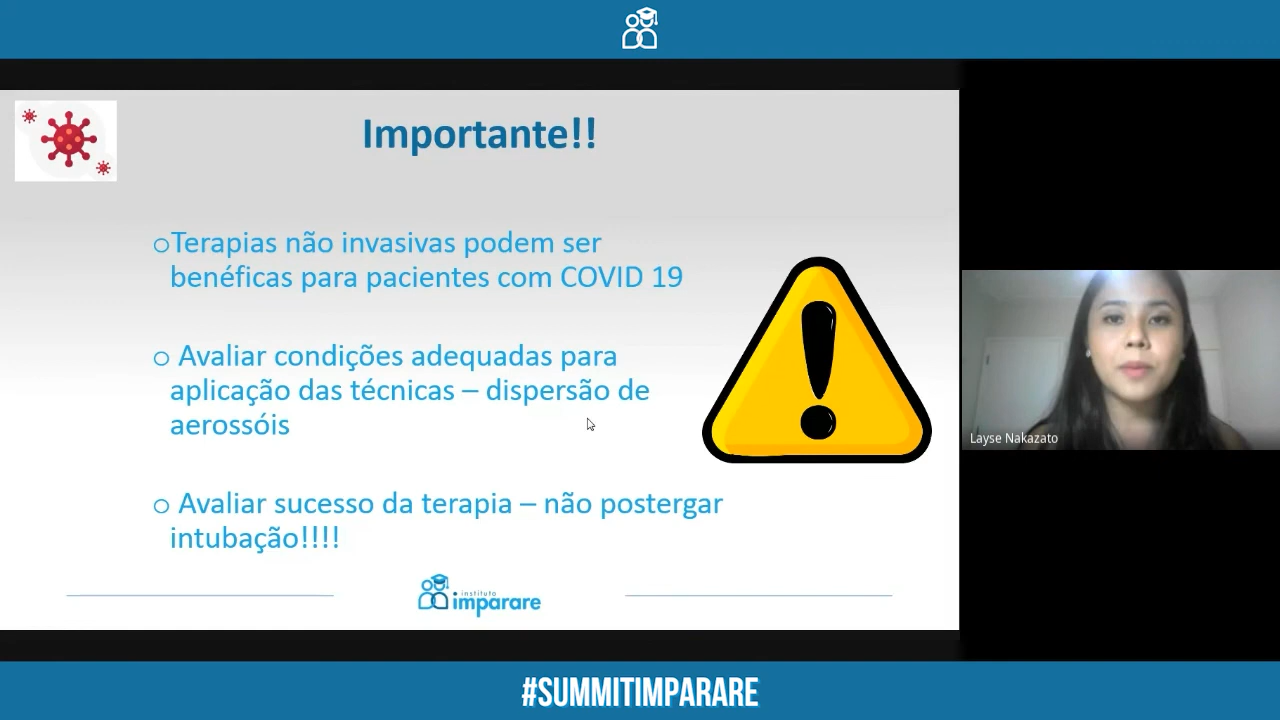 Importante!!
oTerapias não invasivas podem ser
benéficas para pacientes com COVID 19
o Avaliar condições adequadas para
aplicação das técnicas – dispersão de
aerossóis
o Avaliar sucesso da terapia – não postergar
intubação!!!!
instituto
imparare
Layse Nakazato
#SUMMITIMPARARE